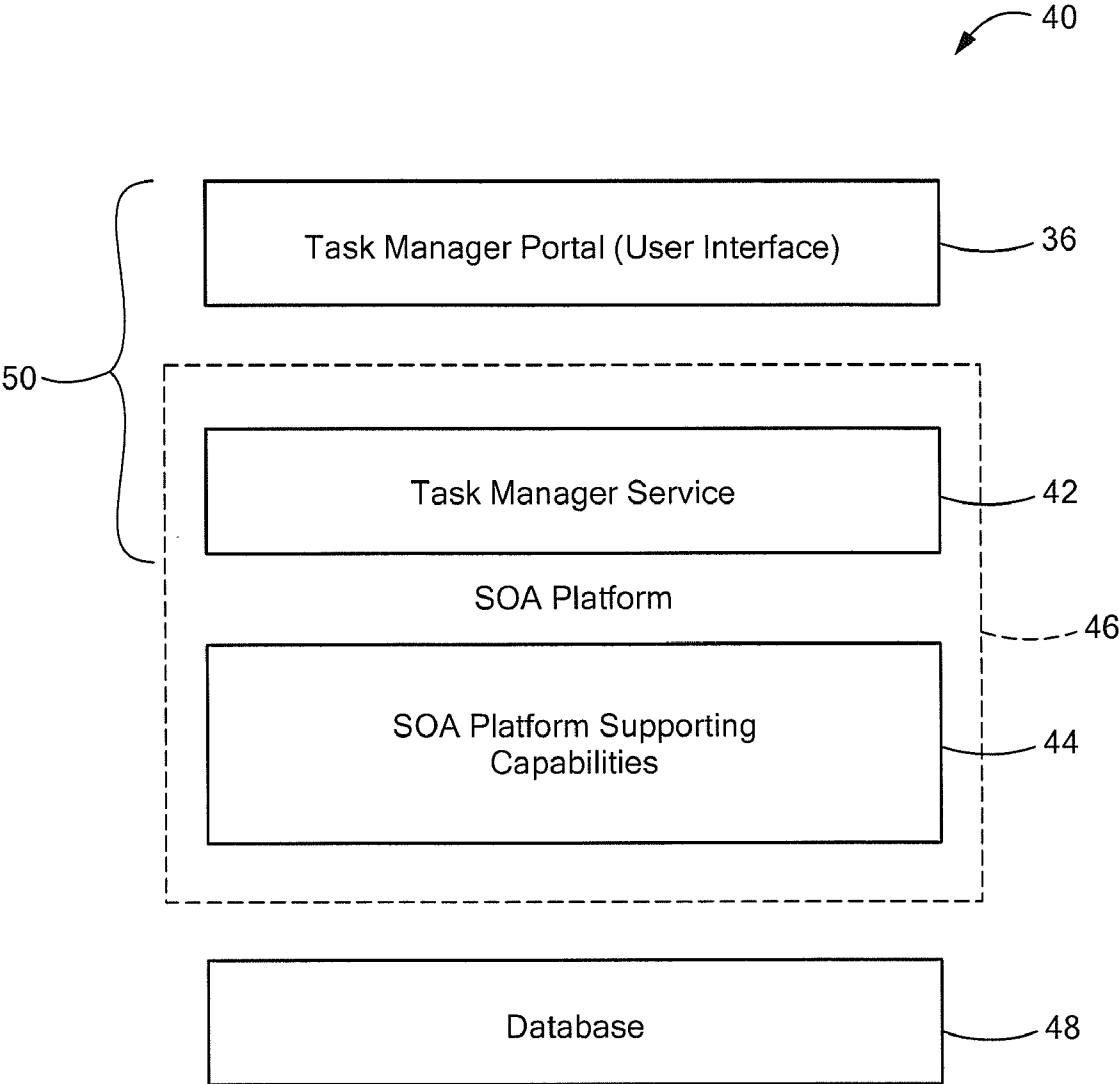 40
Task Manager Portal (User Interface)
36
50
Task Manager Service
42
SOA Platform
46
SOA Platform Supporting
Capabilities
44
Database
48